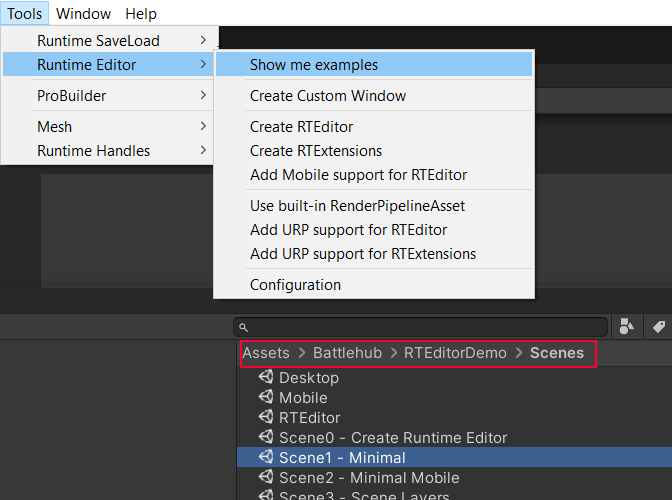 Tools Window Help
Runtime SaveLoad
Runtime Editor
ProBuilder
Mesh
Runtime Handles
Show me examples
Create Custom Window
Create RTEditor
Create RTExtensions
Add Mobile support for RTEditor
Use built-in RenderPipelineAsset
Add URP support for RTEditor
Add URP support for RTExtensions
Configuration
Assets > Battlehub > RTEditorDemo > Scenes
Desktop
Mobile
RTEditor
Scene0 - Create Runtime Editor
Scene1 - Minimal
Scene2 - Minimal Mobile
Scene3 - Scene Layers